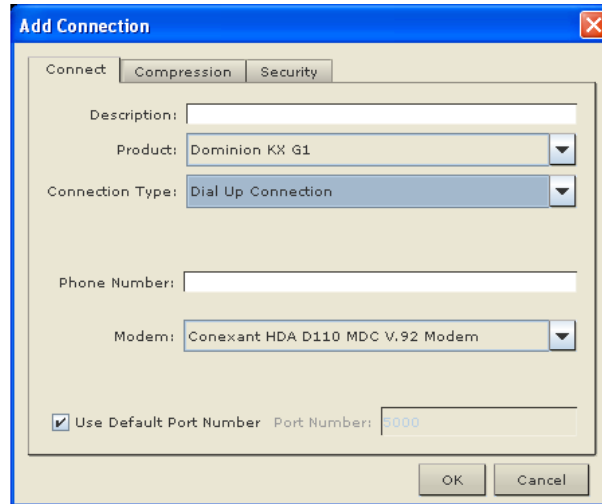 Add Connection
Connect Compression Security
Description:
Product: Dominion KX G1
Connection Type: Dial Up Connection
Phone Number:
Modem: Conexant HDA D110 MDC V.92 Modem
Use Default Port Number Port Number: 5000
OK Cancel